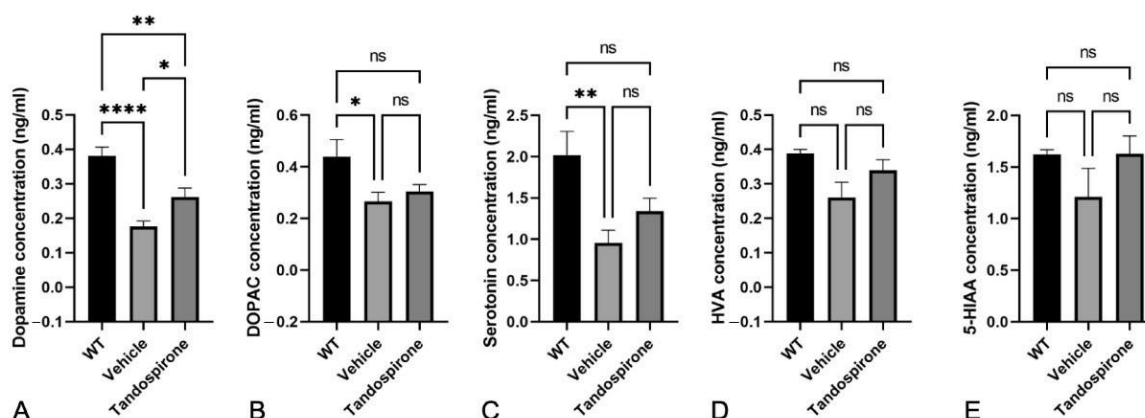 Dopamine concentration (ng/ml)
0.5
0.4
0.3
0.2
0.1
0.0
–0.1
**
*
****
WT
Vehicle
Tandospirone
A
DOPAC concentration (ng/ml)
0.6
0.4
0.2
0.0
–0.2
ns
*
ns
WT
Vehicle
Tandospirone
B
Serotonin concentration (ng/ml)
2.5
2.0
1.5
1.0
0.5
0.0
ns
**
ns
WT
Vehicle
Tandospirone
C
HVA concentration (ng/ml)
0.5
0.4
0.3
0.2
0.1
0.0
–0.1
ns
ns
ns
WT
Vehicle
Tandospirone
D
5-HIAA concentration (ng/ml)
2.0
1.5
1.0
0.5
0.0
ns
ns
ns
WT
Vehicle
Tandospirone
E